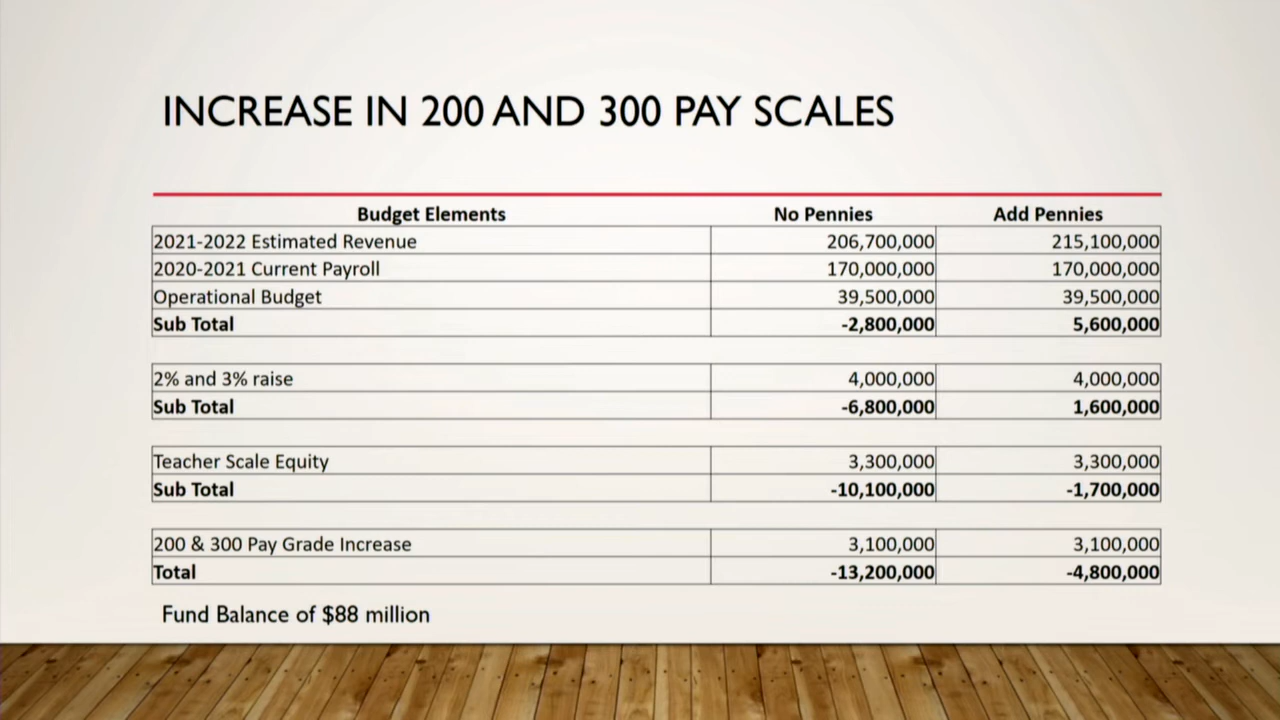 INCREASE IN 200 AND 300 PAY SCALES
Budget Elements No Pennies Add Pennies
2021-2022 Estimated Revenue 206,700,000 215,100,000
2020-2021 Current Payroll 170,000,000 170,000,000
Operational Budget 39,500,000 39,500,000
Sub Total -2,800,000 5,600,000
2% and 3% raise 4,000,000 4,000,000
Sub Total -6,800,000 1,600,000
Teacher Scale Equity 3,300,000 3,300,000
Sub Total -10,100,000 -1,700,000
200 & 300 Pay Grade Increase 3,100,000 3,100,000
Total -13,200,000 -4,800,000
Fund Balance of $88 million